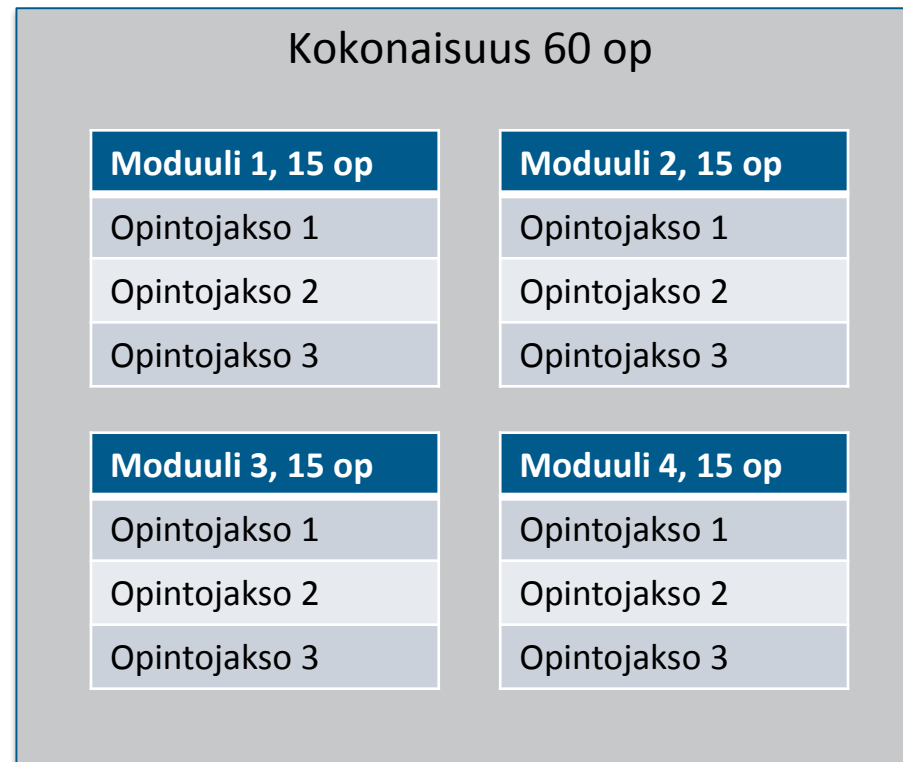 Kokonaisuus 60 op
Moduuli 1, 15 op
Opintojakso 1
Opintojakso 2
Opintojakso 3
Moduuli 2, 15 op
Opintojakso 1
Opintojakso 2
Opintojakso 3
Moduuli 3, 15 op
Opintojakso 1
Opintojakso 2
Opintojakso 3
Moduuli 4, 15 op
Opintojakso 1
Opintojakso 2
Opintojakso 3